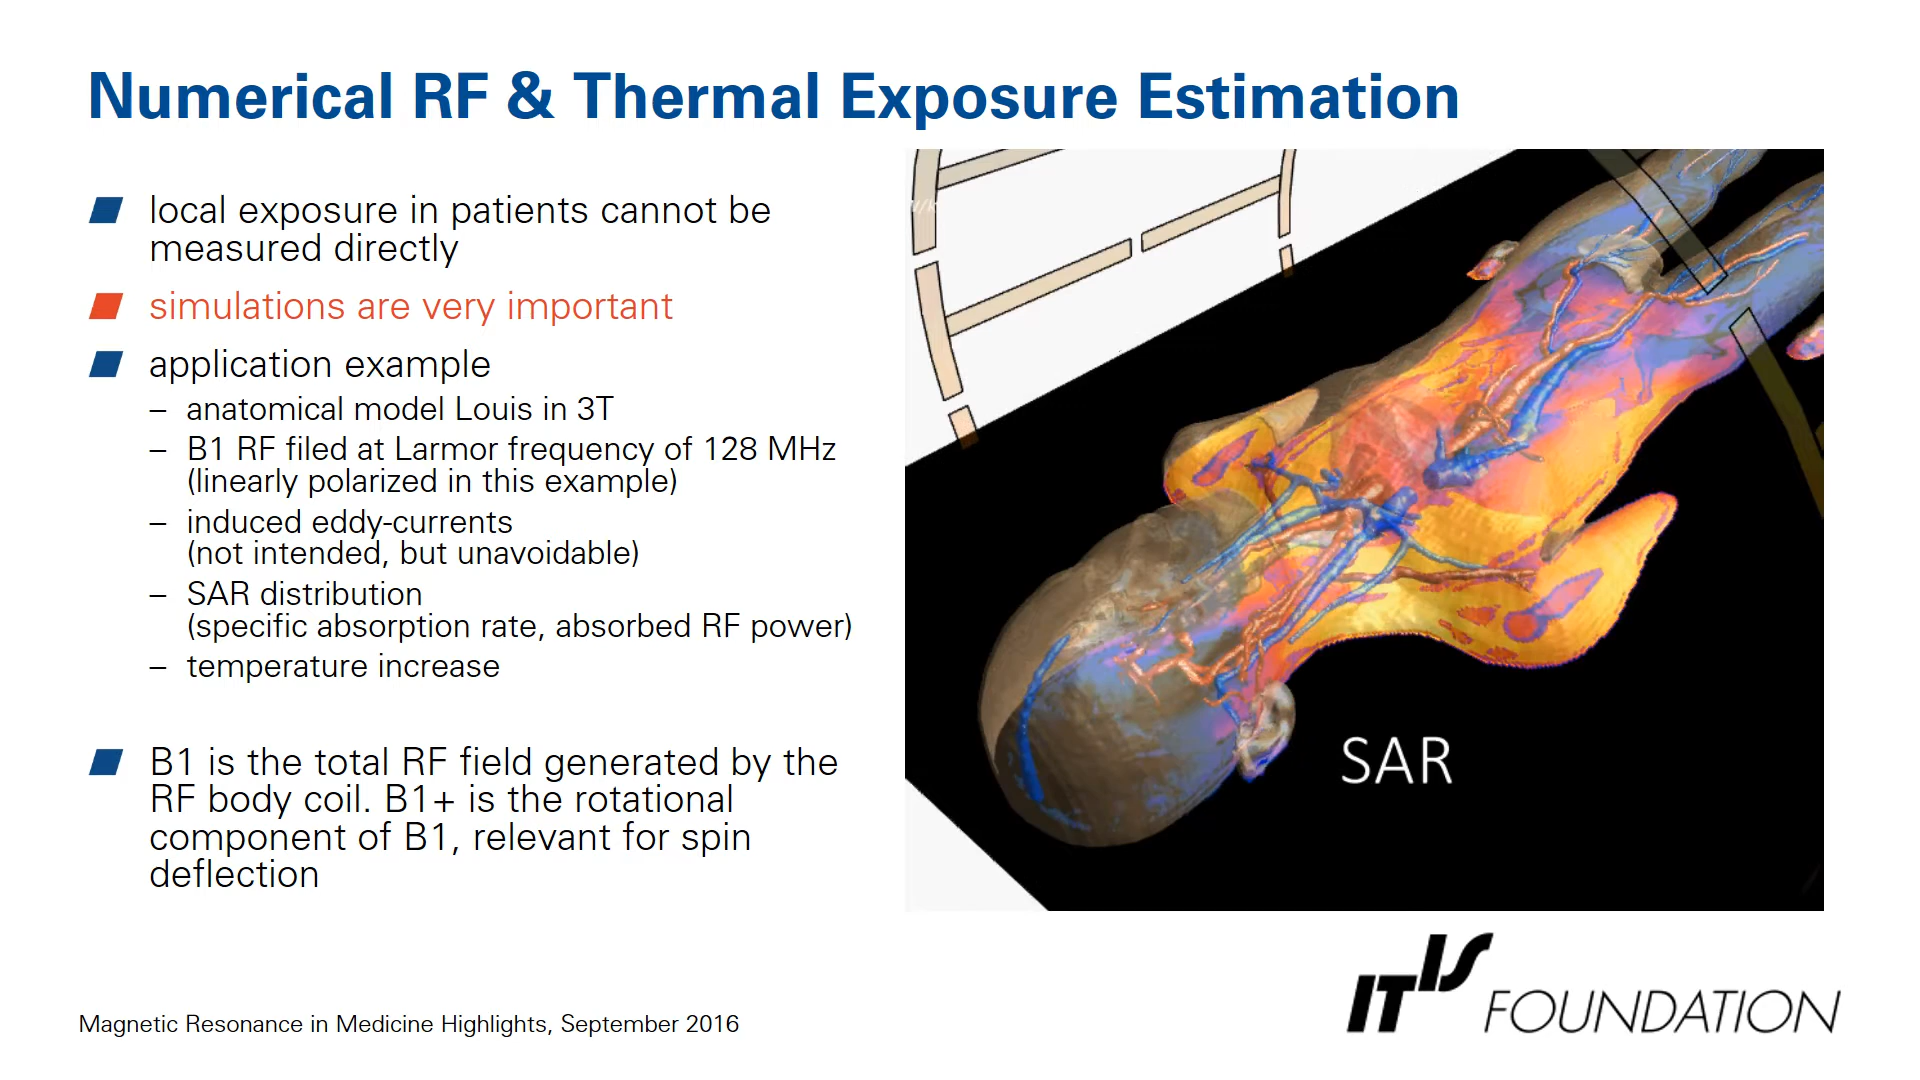 Numerical RF & Thermal Exposure Estimation
local exposure in patients cannot be
measured directly
simulations are very important
application example
– anatomical model Louis in 3T
– B1 RF filed at Larmor frequency of 128 MHz
(linearly polarized in this example)
– induced eddy-currents
(not intended, but unavoidable)
– SAR distribution
(specific absorption rate, absorbed RF power)
– temperature increase
B1 is the total RF field generated by the
RF body coil. B1+ is the rotational
component of B1, relevant for spin
deflection
SAR
Magnetic Resonance in Medicine Highlights, September 2016
IT'IS FOUNDATION